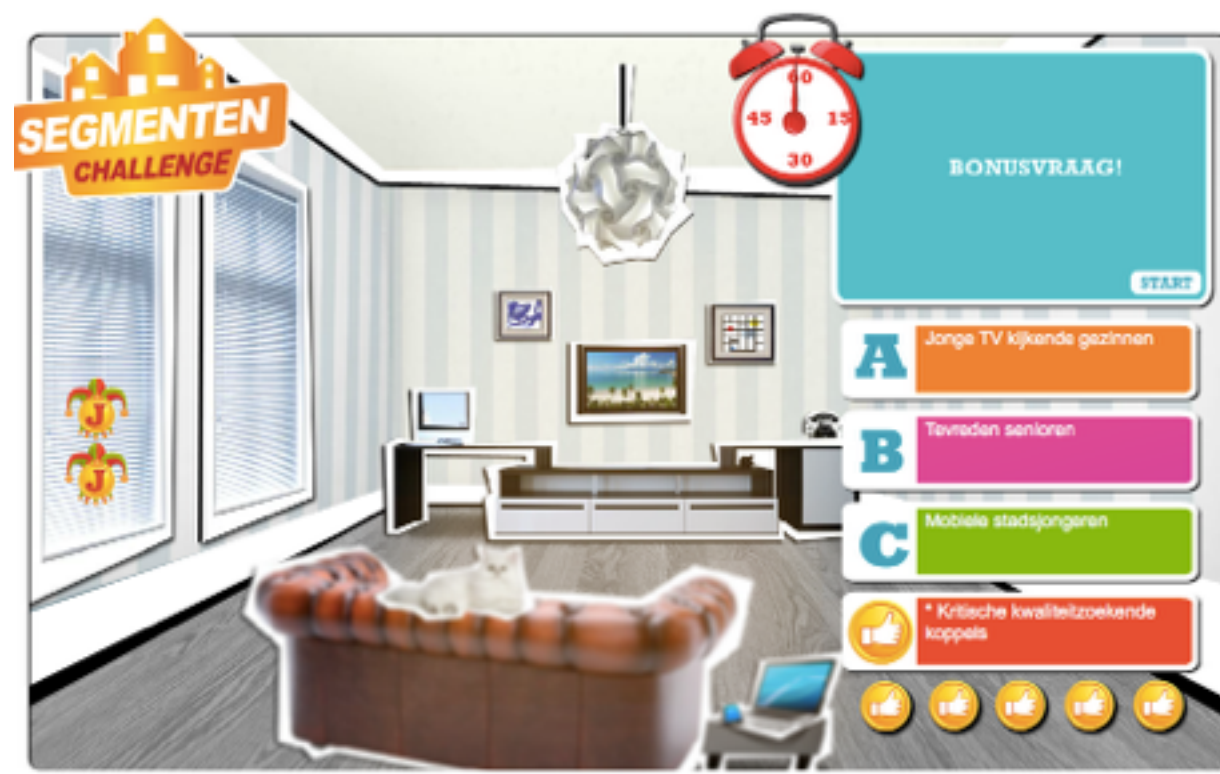 SEGMENTEN
CHALLENGE
60
45
15
30
BONUSVRAAG!
START
A
Jonge TV kijkende gezinnen
B
Tevreden senioren
C
Mobiele stadsjongeren
* Kritische kwaliteitzoekende
koppels
J
J